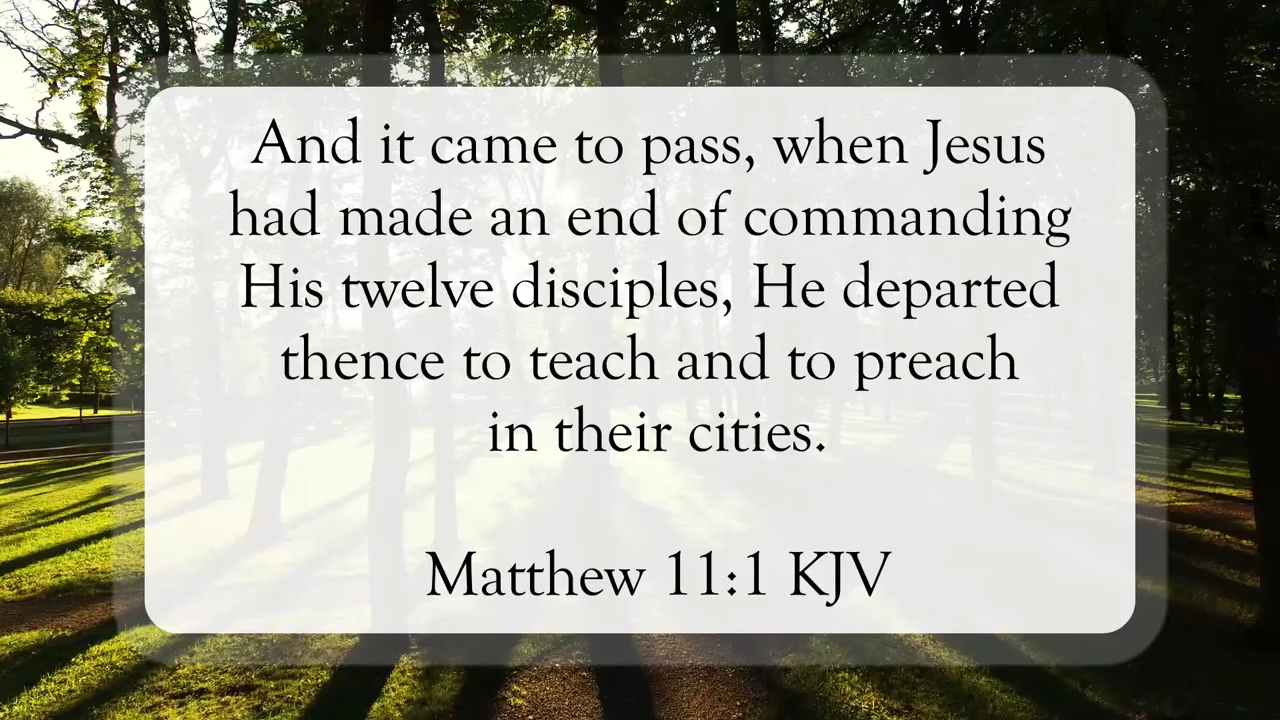 And it came to pass, when Jesus
had made an end of commanding
His twelve disciples, He departed
thence to teach and to preach
in their cities.
Matthew 11:1 KJV